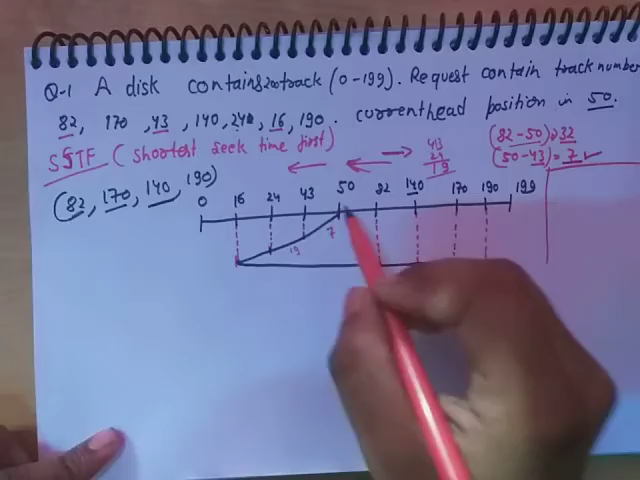 Q-1 A disk contains 200 track (0-199). Request contain track number
82, 170, 43, 140, 24, 16, 190. current head position in 50.
SSTF (shortest seek time first)
43
24
19
(82-50)=32
(50-43)=7✓
(82, 170, 140, 190)
0 16 24 43 50 82 140 170 190 199
19 7